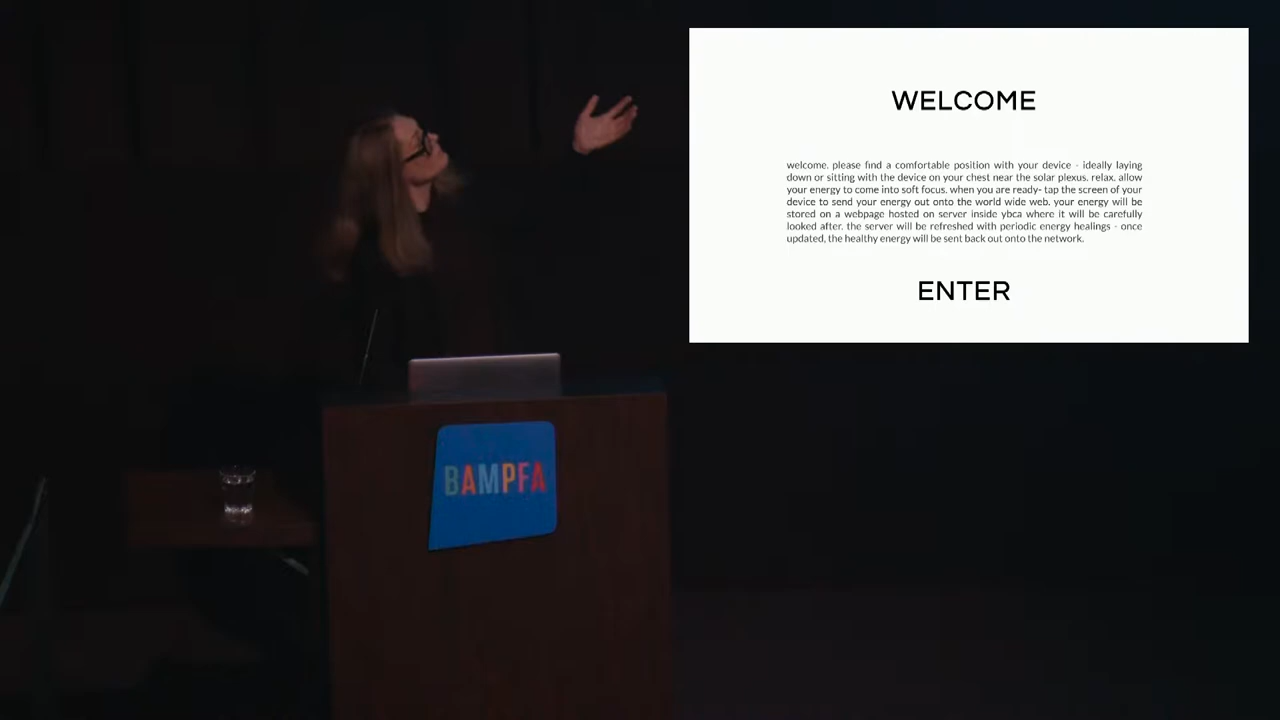 WELCOME
welcome. please find a comfortable position with your device - ideally laying
down or sitting with the device on your chest near the solar plexus. relax. allow
your energy to come into soft focus. when you are ready- tap the screen of your
device to send your energy out onto the world wide web. your energy will be
stored on a webpage hosted on server inside ybca where it will be carefully
looked after. the server will be refreshed with periodic energy healings - once
updated, the healthy energy will be sent back out onto the network.
ENTER
BAMPFA